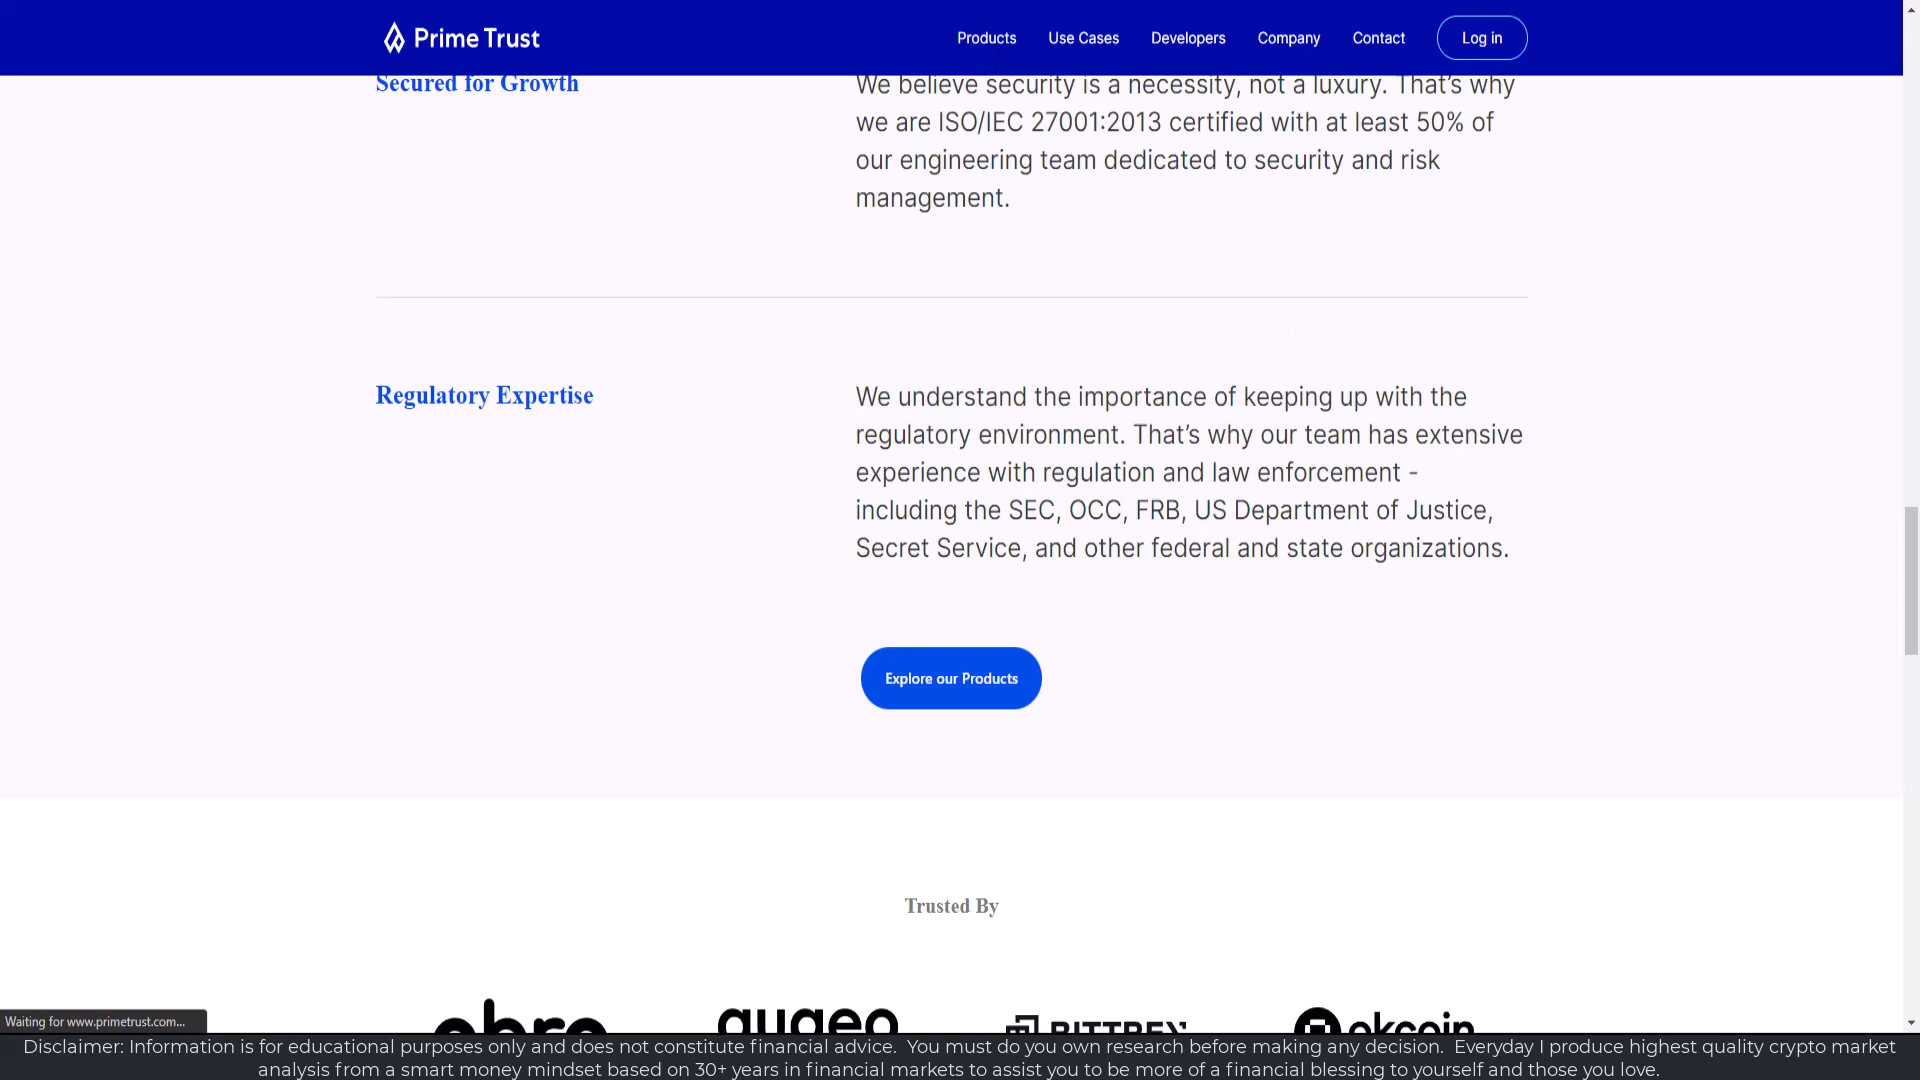 Prime Trust
Products Use Cases Developers Company Contact Log in
Secured for Growth
We believe security is a necessity, not a luxury. That’s why
we are ISO/IEC 27001:2013 certified with at least 50% of
our engineering team dedicated to security and risk
management.
Regulatory Expertise
We understand the importance of keeping up with the
regulatory environment. That’s why our team has extensive
experience with regulation and law enforcement -
including the SEC, OCC, FRB, US Department of Justice,
Secret Service, and other federal and state organizations.
Explore our Products
Trusted By
abra augeo BITTREX okcoin
Waiting for www.primetrust.com...
Disclaimer: Information is for educational purposes only and does not constitute financial advice. You must do you own research before making any decision. Everyday I produce highest quality crypto market
analysis from a smart money mindset based on 30+ years in financial markets to assist you to be more of a financial blessing to yourself and those you love.